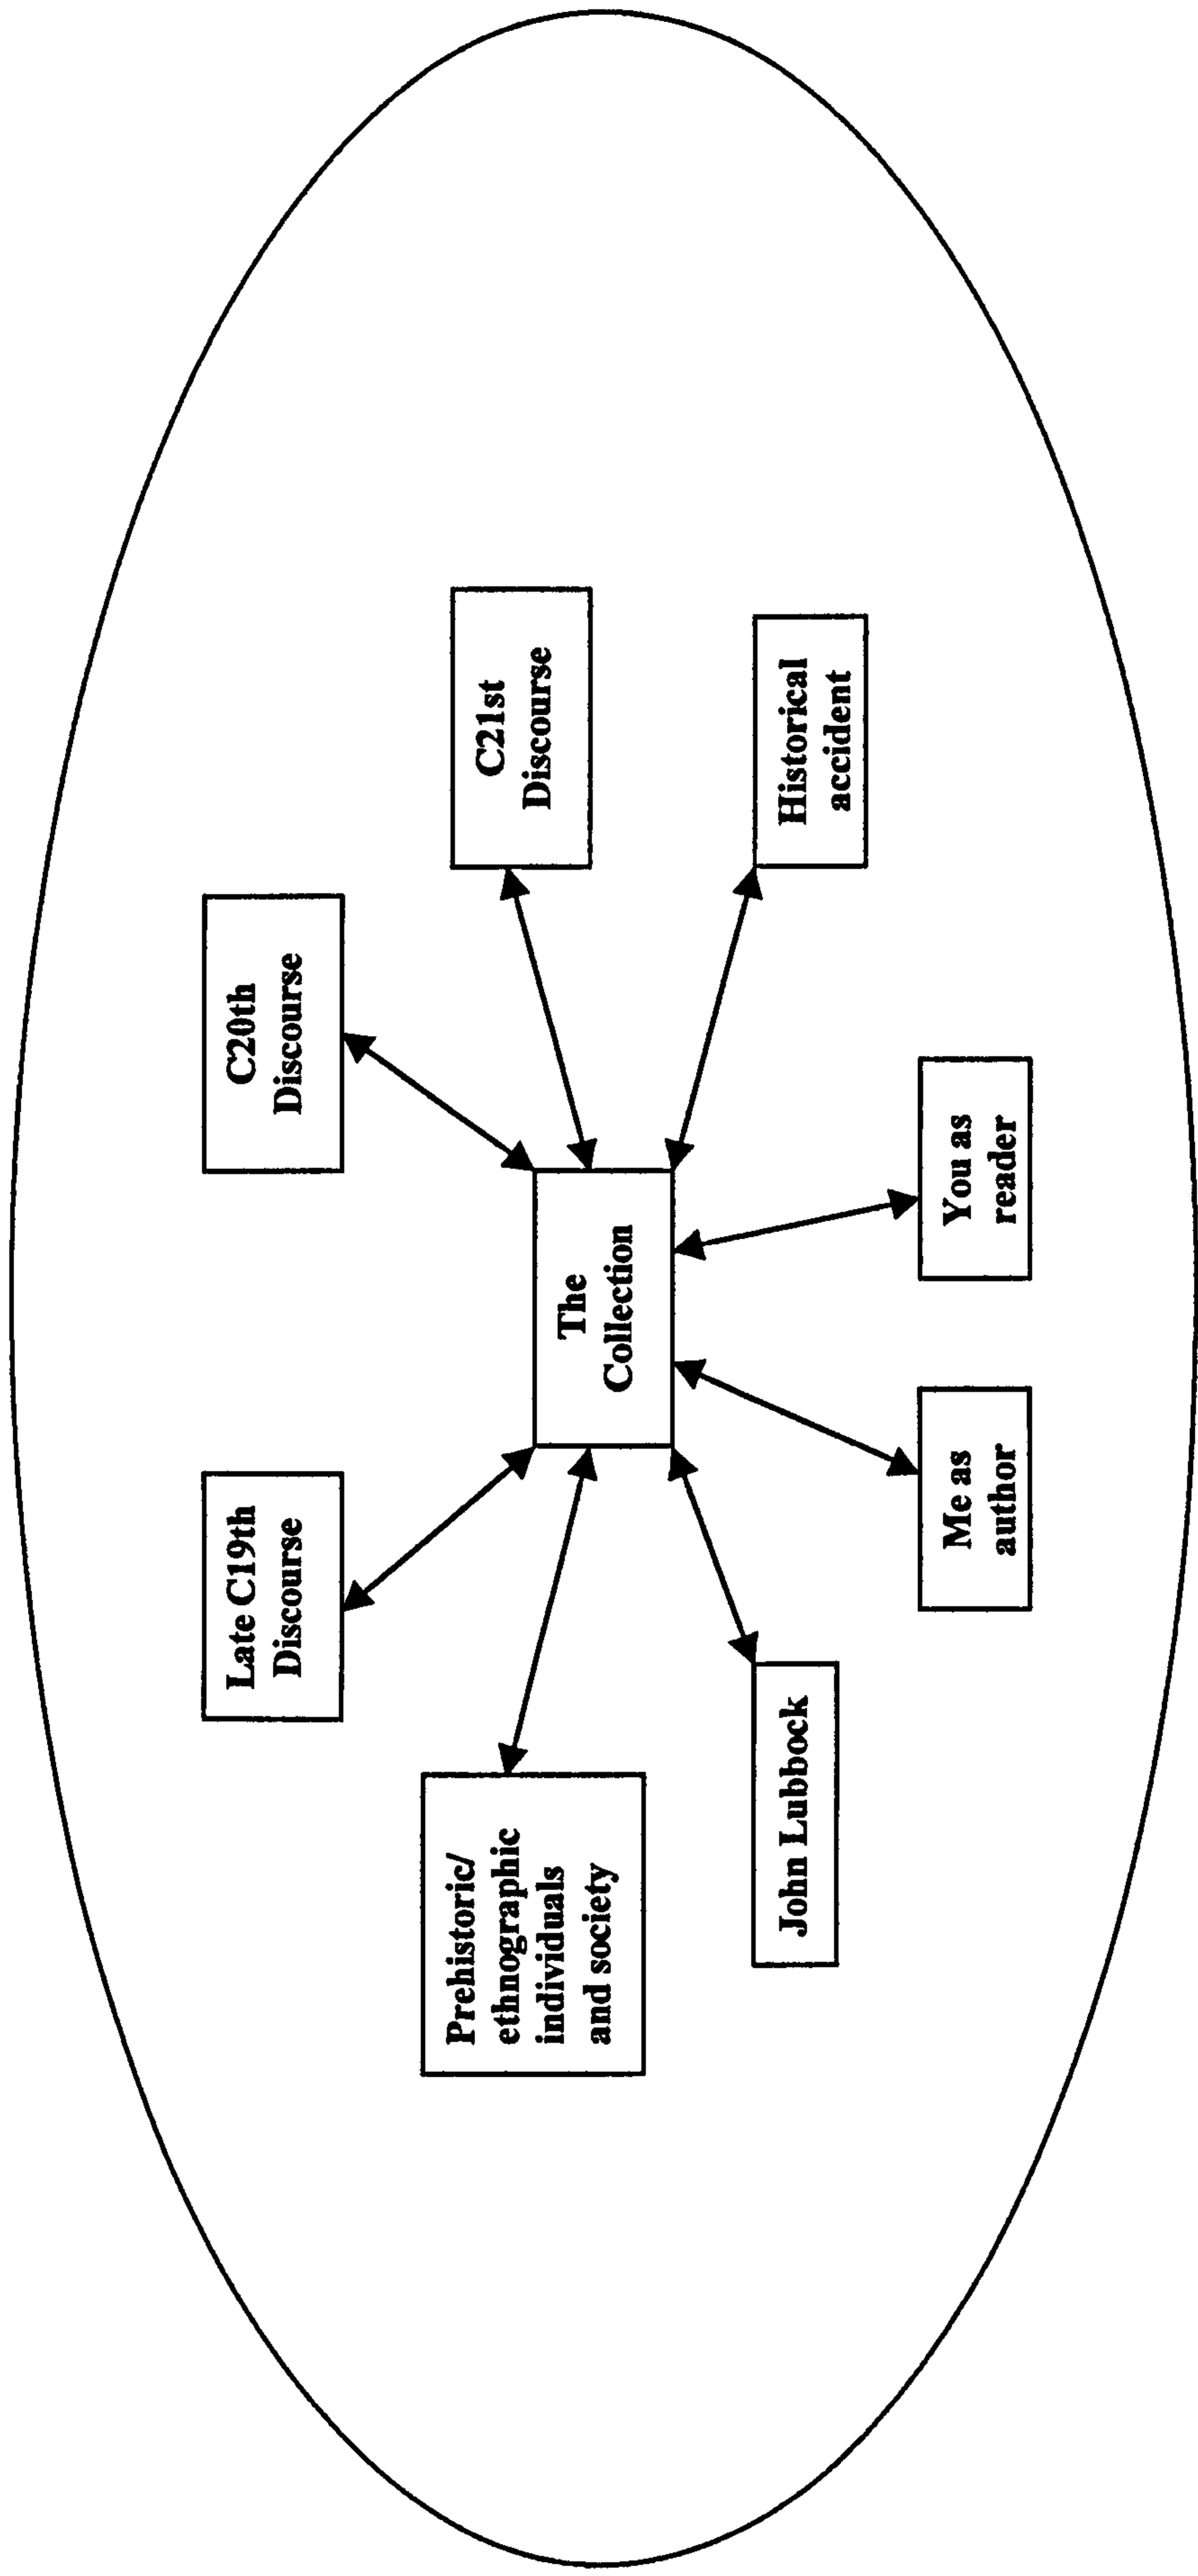 Late C19th
Discourse
C20th
Discourse
Prehistoric/
ethnographic
individuals
and society
The
Collection
C21st
Discourse
John Lubbock
Historical
accident
Me as
author
You as
reader